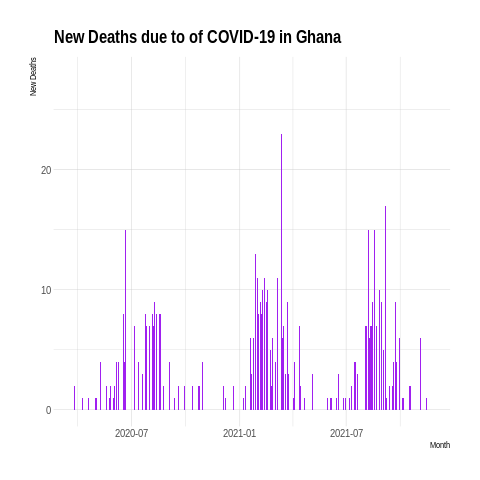 New Deaths due to of COVID-19 in Ghana
New Deaths
20
10
0
2020-07
2021-01
2021-07
Month